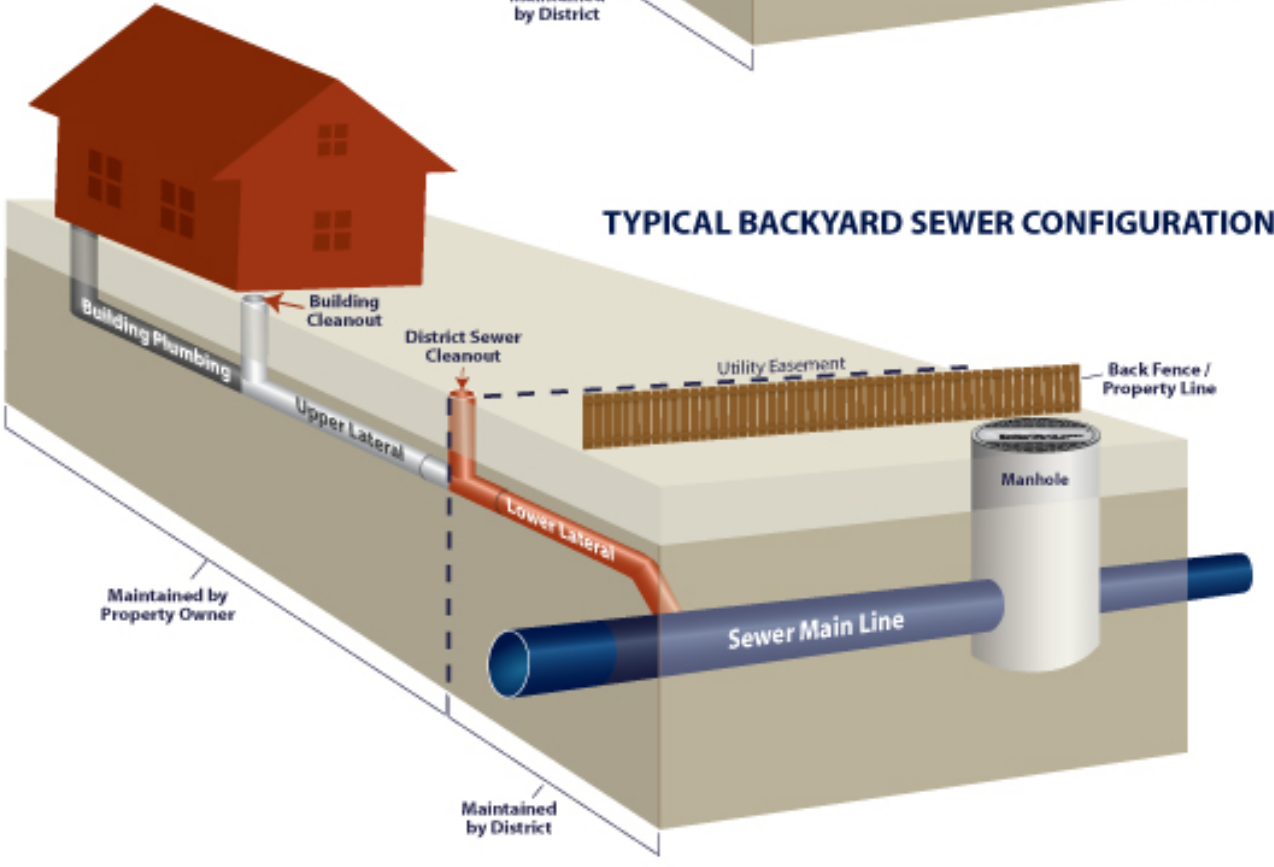 by District
TYPICAL BACKYARD SEWER CONFIGURATION
Building
Cleanout
District Sewer
Cleanout
Utility Easement
Back Fence /
Property Line
Building Plumbing
Upper Lateral
Lower Lateral
Manhole
Sewer Main Line
Maintained by
Property Owner
Maintained
by District